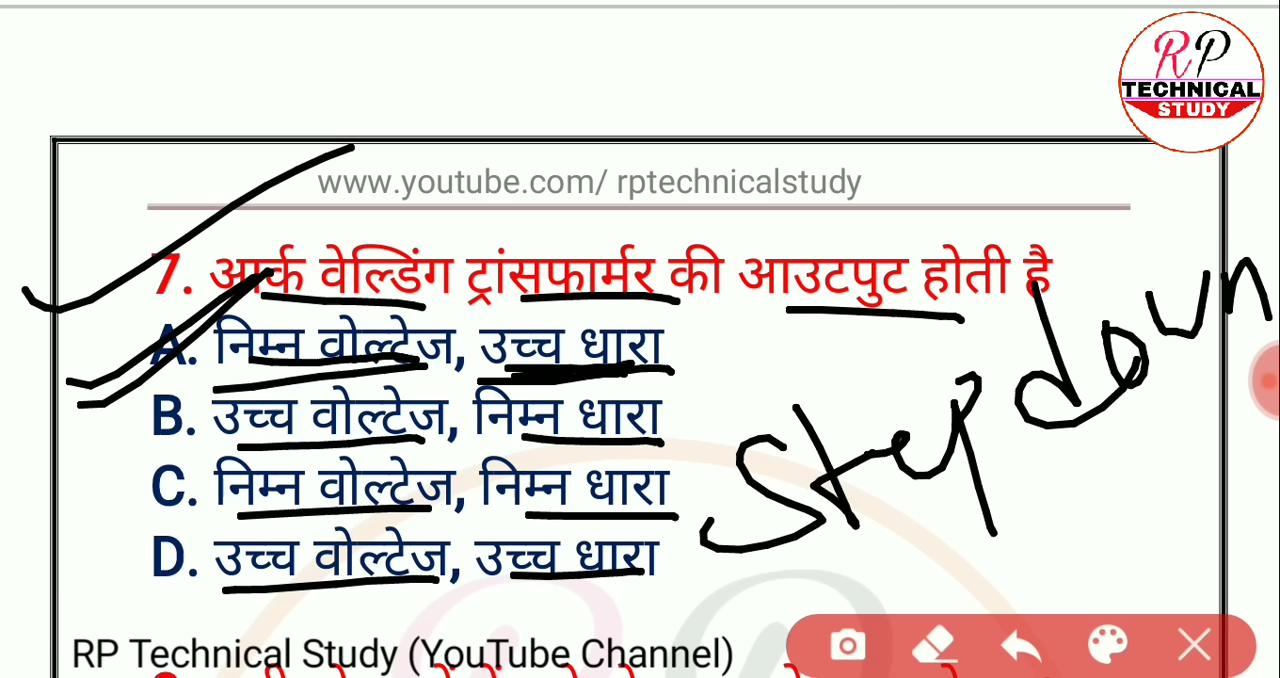 RP
TECHNICAL
STUDY
www.youtube.com/ rptechnicalstudy
7. आर्क वेल्डिंग ट्रांसफार्मर की आउटपुट होती है
A. निम्न वोल्टेज, उच्च धारा
B. उच्च वोल्टेज, निम्न धारा
C. निम्न वोल्टेज, निम्न धारा
D. उच्च वोल्टेज, उच्च धारा
Step down
RP Technical Study (YouTube Channel)